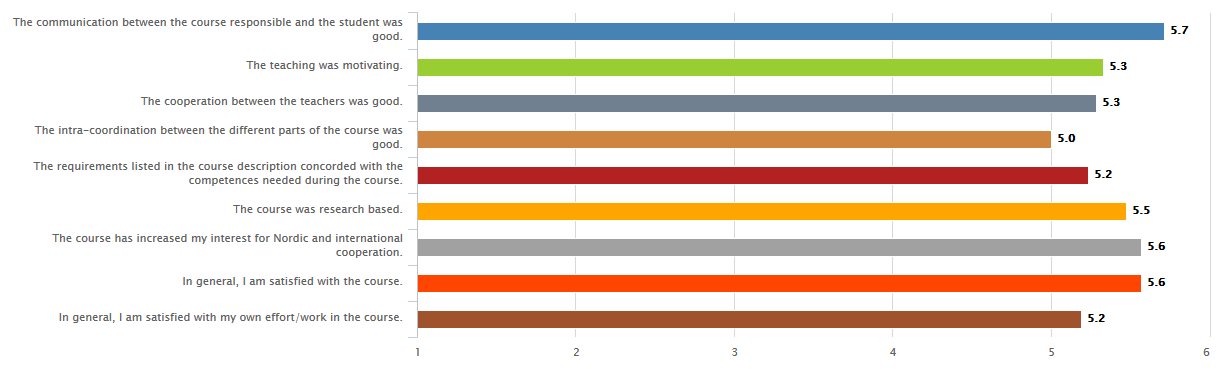 The communication between the course responsible and the student was
good.
5.7
The teaching was motivating.
5.3
The cooperation between the teachers was good.
5.3
The intra-coordination between the different parts of the course was
good.
5.0
The requirements listed in the course description concorded with the
competences needed during the course.
5.2
The course was research based.
5.5
The course has increased my interest for Nordic and international
cooperation.
5.6
In general, I am satisfied with the course.
5.6
In general, I am satisfied with my own effort/work in the course.
5.2
1 2 3 4 5 6